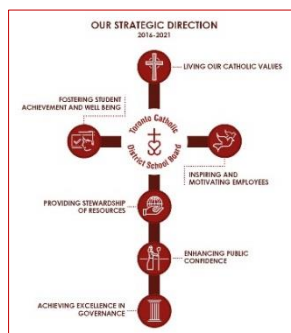 OUR STRATEGIC DIRECTION
2016-2021
LIVING OUR CATHOLIC VALUES
FOSTERING STUDENT
ACHIEVEMENT AND WELL BEING
Toronto Catholic
District School Board
INSPIRING AND
MOTIVATING EMPLOYEES
PROVIDING STEWARDSHIP
OF RESOURCES
ENHANCING PUBLIC
CONFIDENCE
ACHIEVING EXCELLENCE IN
GOVERNANCE